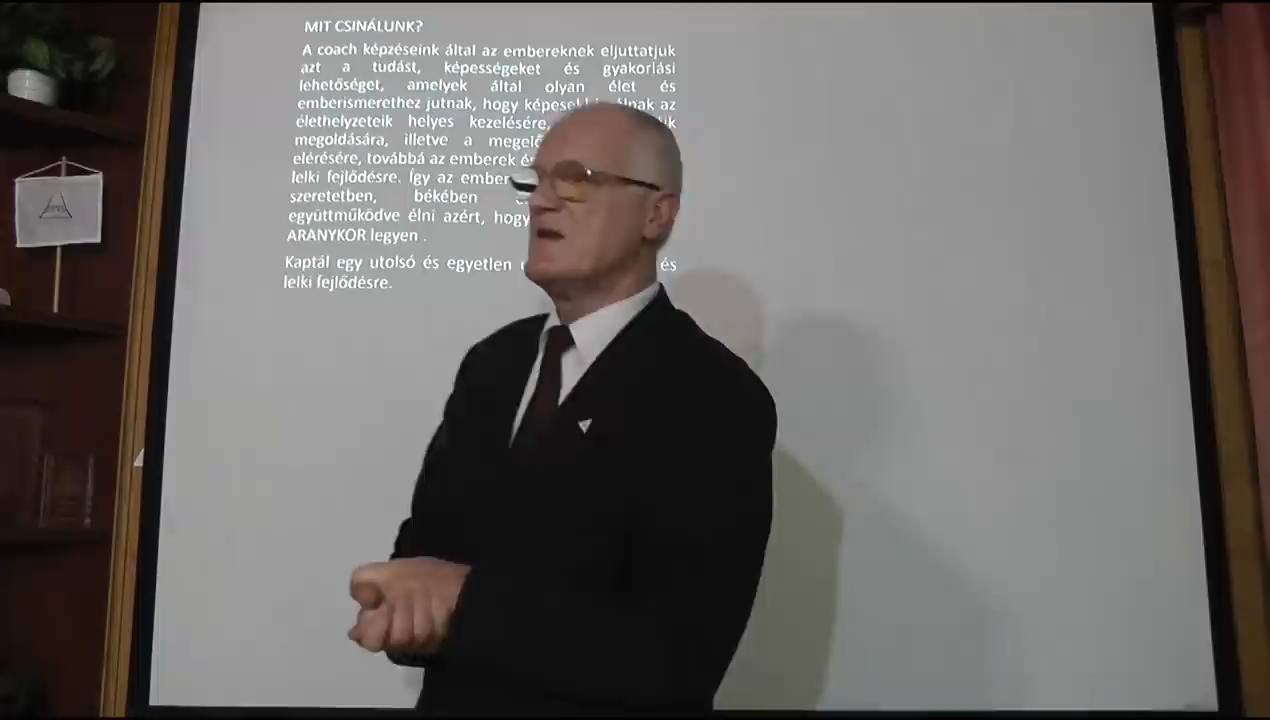 MIT CSINÁLUNK?
A coach képzéseink által az embereknek eljuttatjuk
azt a tudást, képességeket és gyakorlási
lehetőséget, amelyek által olyan élet és
emberismerethez jutnak, hogy az
élethelyzeteik helyes kezelésére,
megoldására, illetve a
elérésére, továbbá az emberek
lelki fejlődésre. Így az
szeretetben, békében
együttműködve élni azért, hogy
ARANYKOR legyen .
Kaptál egy utolsó és egyetlen és
lelki fejlődésre.